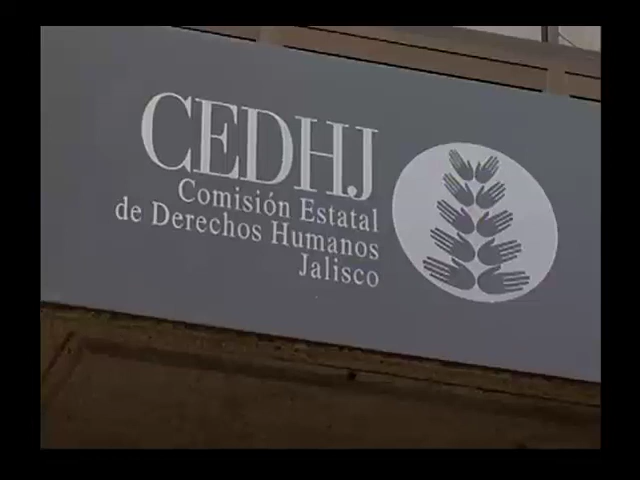 CEDHJ
Comisión Estatal
de Derechos Humanos
Jalisco